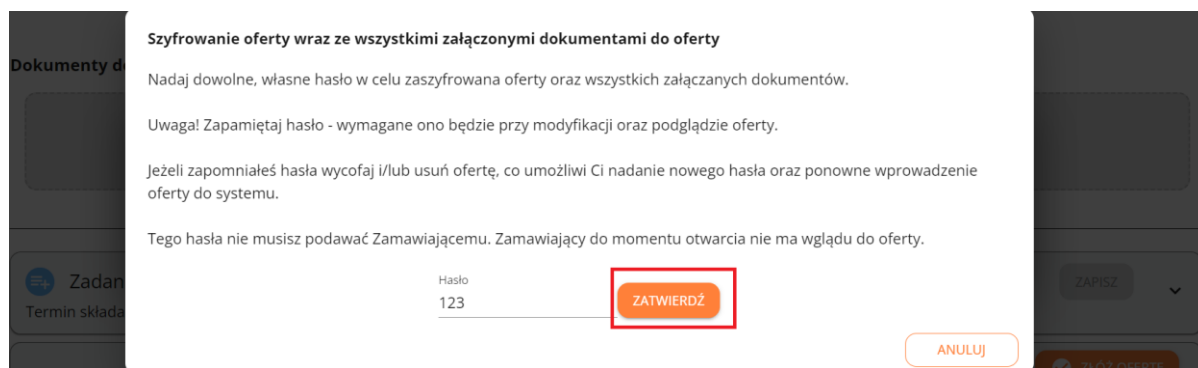 Szyfrowanie oferty wraz ze wszystkimi załączonymi dokumentami do oferty
Dokumenty d
Nadaj dowolne, własne hasło w celu zaszyfrowana oferty oraz wszystkich załączanych dokumentów.
Uwaga! Zapamiętaj hasło - wymagane ono będzie przy modyfikacji oraz podglądzie oferty.
Jeżeli zapomniałeś hasła wycofaj i/lub usuń ofertę, co umożliwi Ci nadanie nowego hasła oraz ponowne wprowadzenie
oferty do systemu.
Tego hasła nie musisz podawać Zamawiającemu. Zamawiający do momentu otwarcia nie ma wglądu do oferty.
Zadan
Hasło
ZAPISZ
123
ZATWIERDŹ
Termin składa
ANULUJ
ZŁÓŻ OFERTĘ